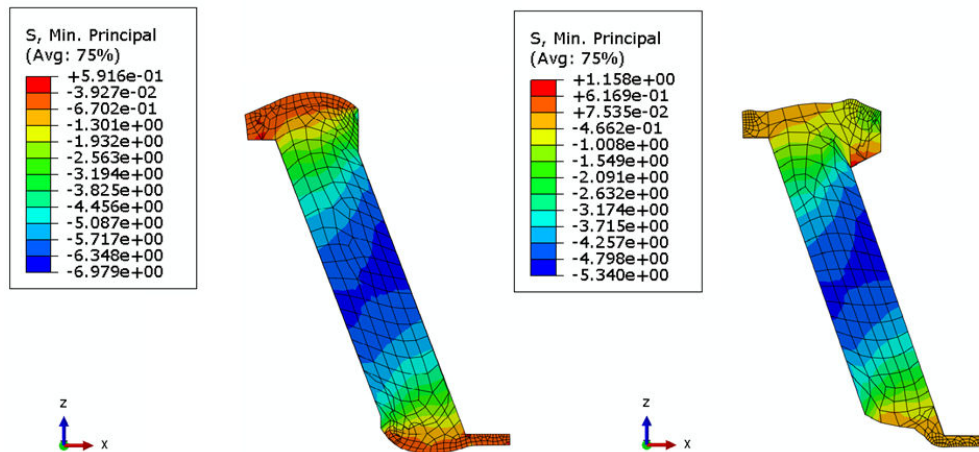 S, Min. Principal
(Avg: 75%)
+5.916e-01
-3.927e-02
-6.702e-01
-1.301e+00
-1.932e+00
-2.563e+00
-3.194e+00
-3.825e+00
-4.456e+00
-5.087e+00
-5.717e+00
-6.348e+00
-6.979e+00
z
x
S, Min. Principal
(Avg: 75%)
+1.158e+00
+6.169e-01
+7.535e-02
-4.662e-01
-1.008e+00
-1.549e+00
-2.091e+00
-2.632e+00
-3.174e+00
-3.715e+00
-4.257e+00
-4.798e+00
-5.340e+00
z
x